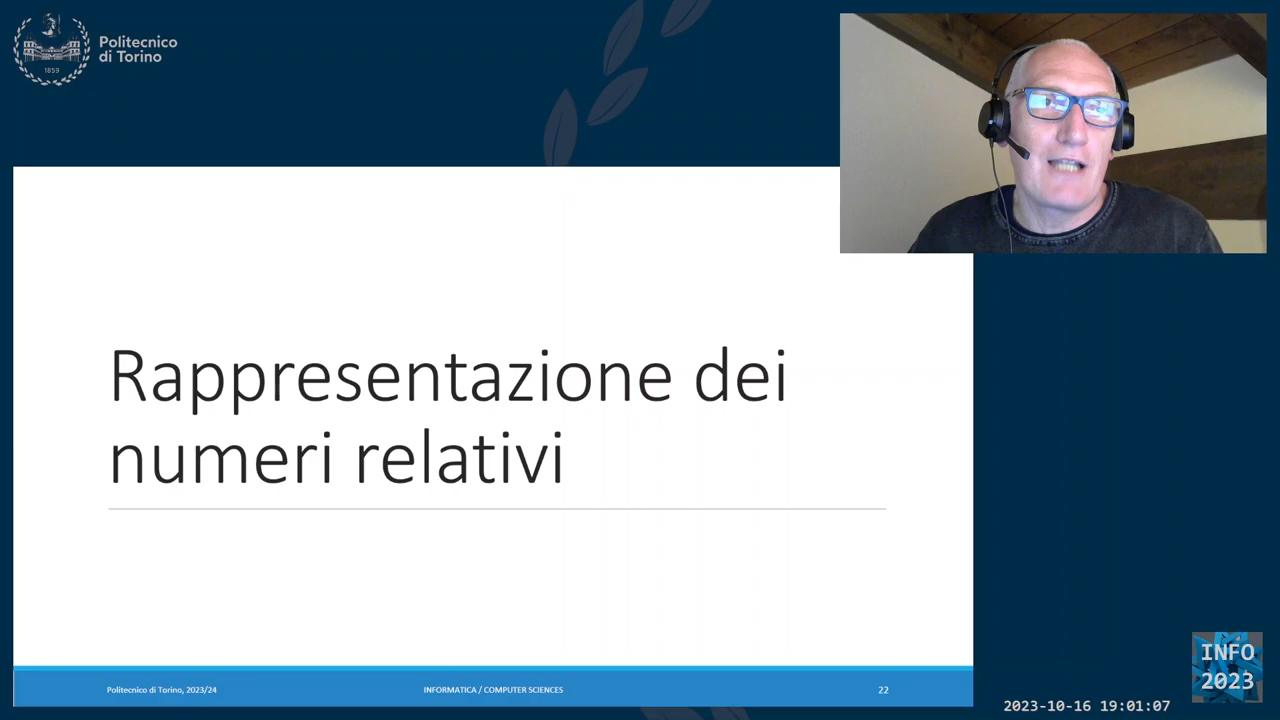 Politecnico
di Torino
1859
Rappresentazione dei
numeri relativi
Politecnico di Torino, 2023/24
INFORMATICA / COMPUTER SCIENCES
22
INFO
2023
2023-10-16 19:01:07